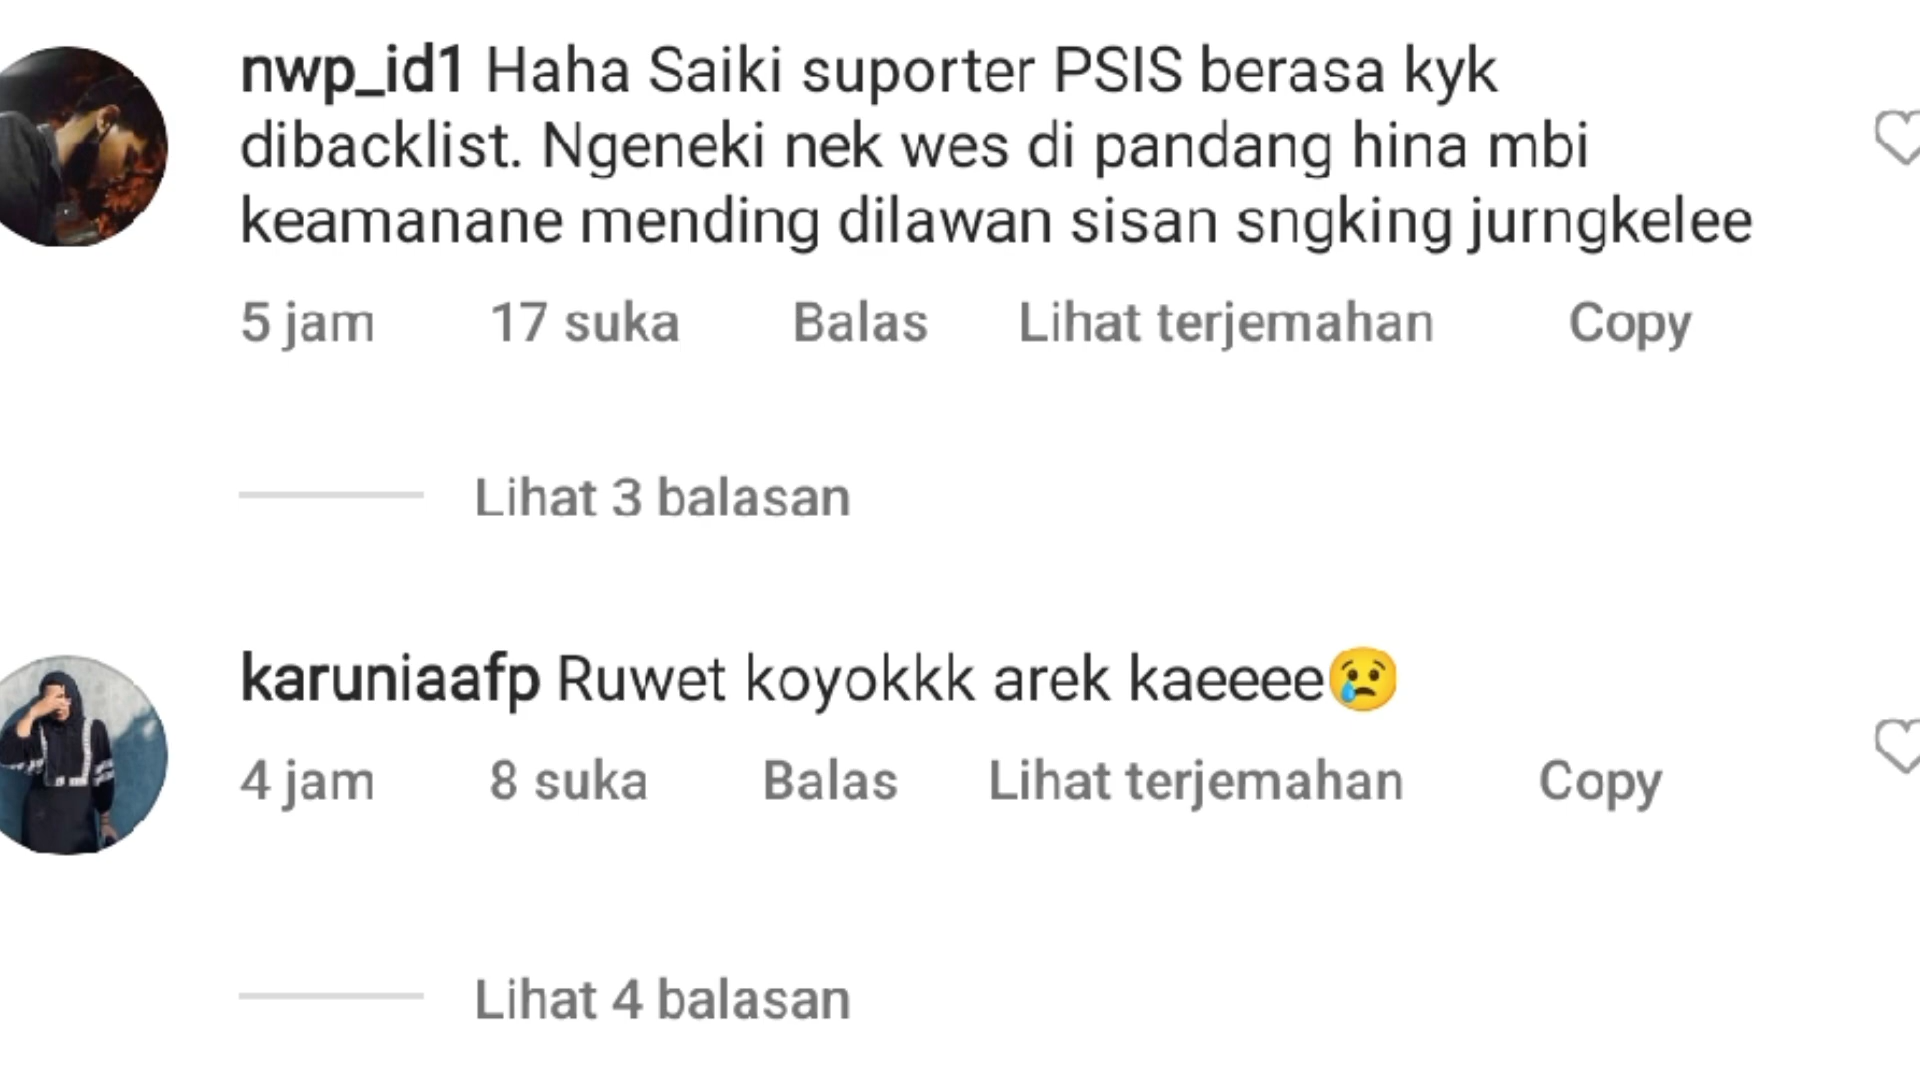 nwp_id1 Haha Saiki suporter PSIS berasa kyk
dibacklist. Ngeneki nek wes di pandang hina mbi
keamanane mending dilawan sisan sngking jurngkelee
5 jam 17 suka Balas Lihat terjemahan Copy
Lihat 3 balasan
karuniaafp Ruwet koyokkk arek kaeeee😢
4 jam 8 suka Balas Lihat terjemahan Copy
Lihat 4 balasan